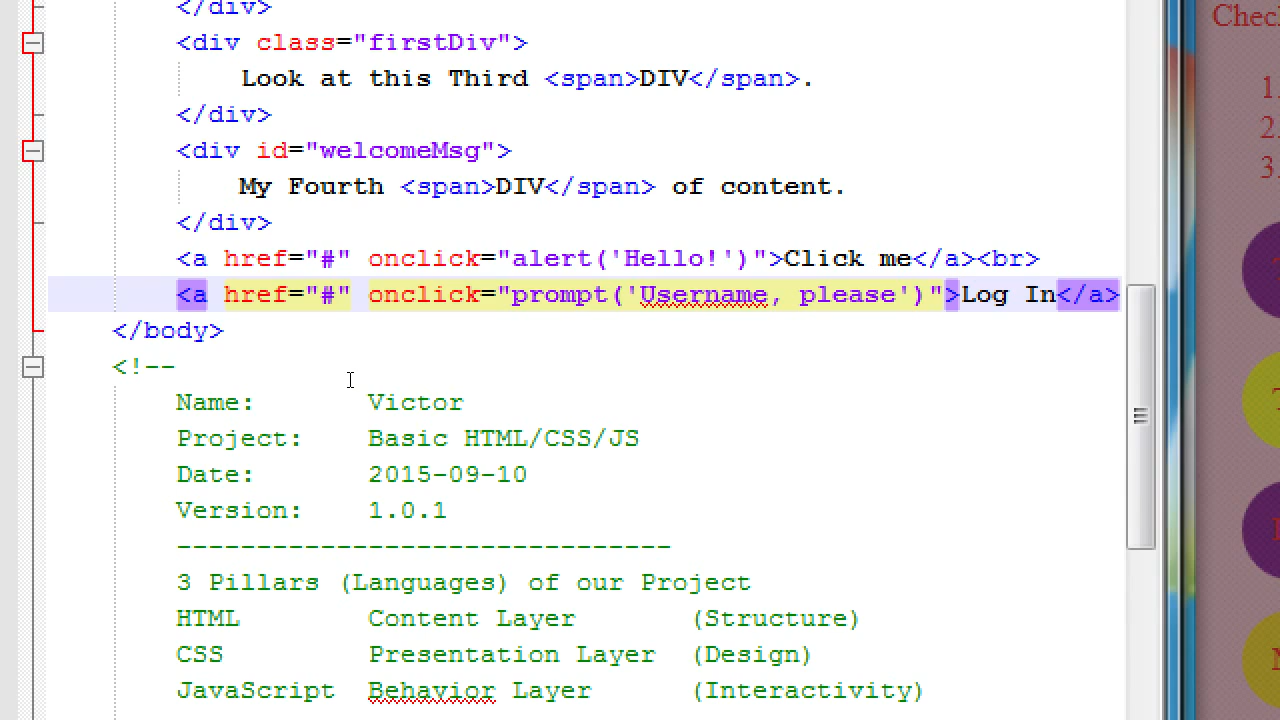 </div>
<div class="firstDiv">
Look at this Third <span>DIV</span>.
</div>
<div id="welcomeMsg">
My Fourth <span>DIV</span> of content.
</div>
<a href="#" onclick="alert('Hello!')">Click me</a><br>
<a href="#" onclick="prompt('Username, please')">Log In</a>
</body>
<!--
Name: Victor
Project: Basic HTML/CSS/JS
Date: 2015-09-10
Version: 1.0.1
-------------------------------
3 Pillars (Languages) of our Project
HTML Content Layer (Structure)
CSS Presentation Layer (Design)
JavaScript Behavior Layer (Interactivity)
1.
2.
3.